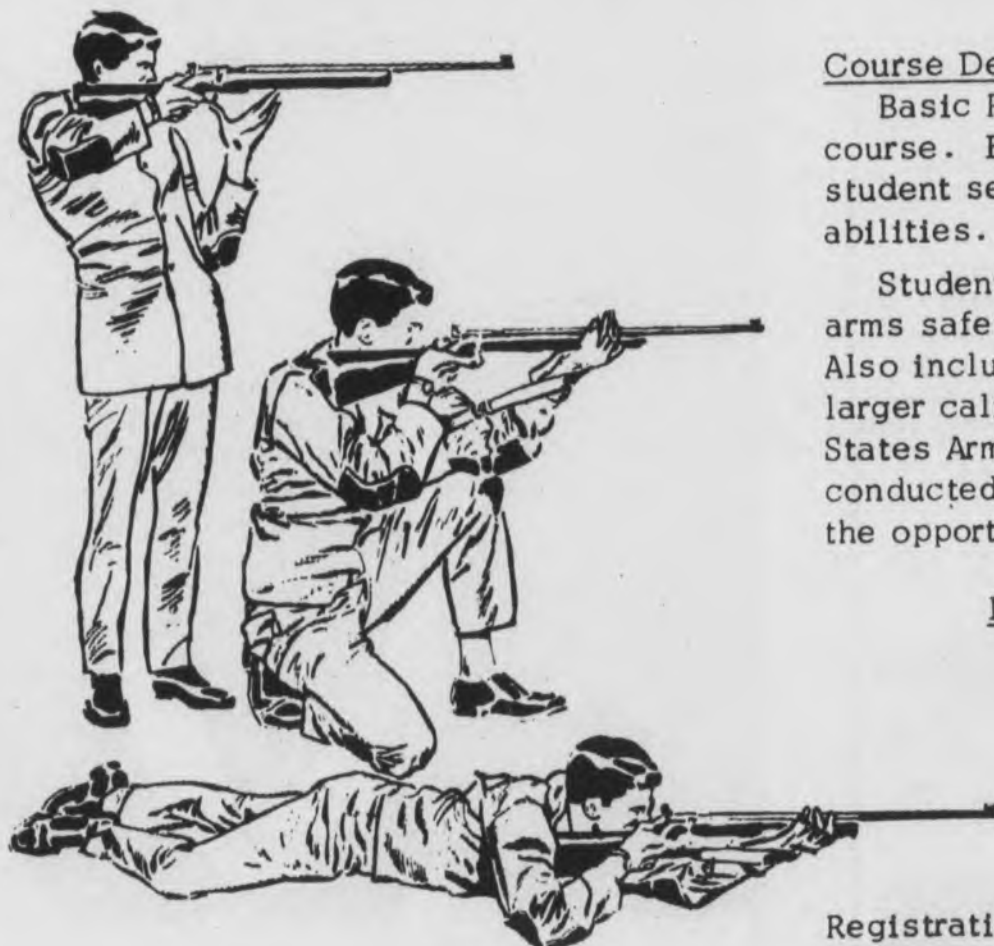 Course De
Basic
course.
student se
abilities.
Student
arms safe
Also inclu
larger cal
States Arm
conducted
the opport
Registrati